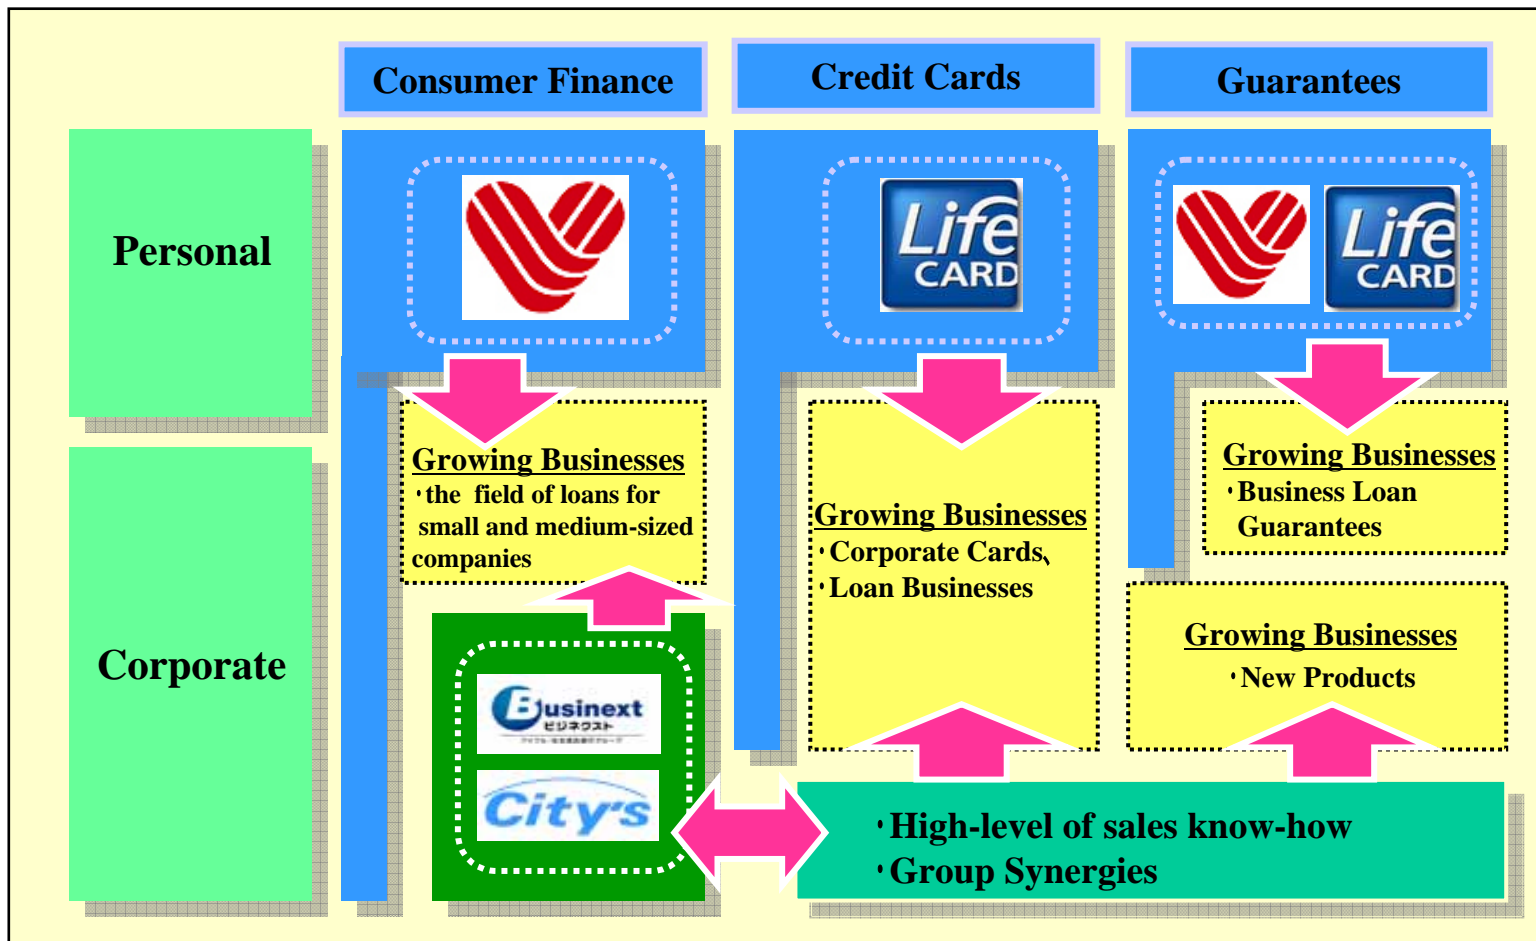 Consumer Finance
Credit Cards
Guarantees
Personal
Life
CARD
Life
CARD
Growing Businesses
・the field of loans for
small and medium-sized
companies
Growing Businesses
・Corporate Cards、
・Loan Businesses
Growing Businesses
・Business Loan
Guarantees
Growing Businesses
・New Products
Corporate
Businext
ビジネクスト
City's
・High-level of sales know-how
・Group Synergies